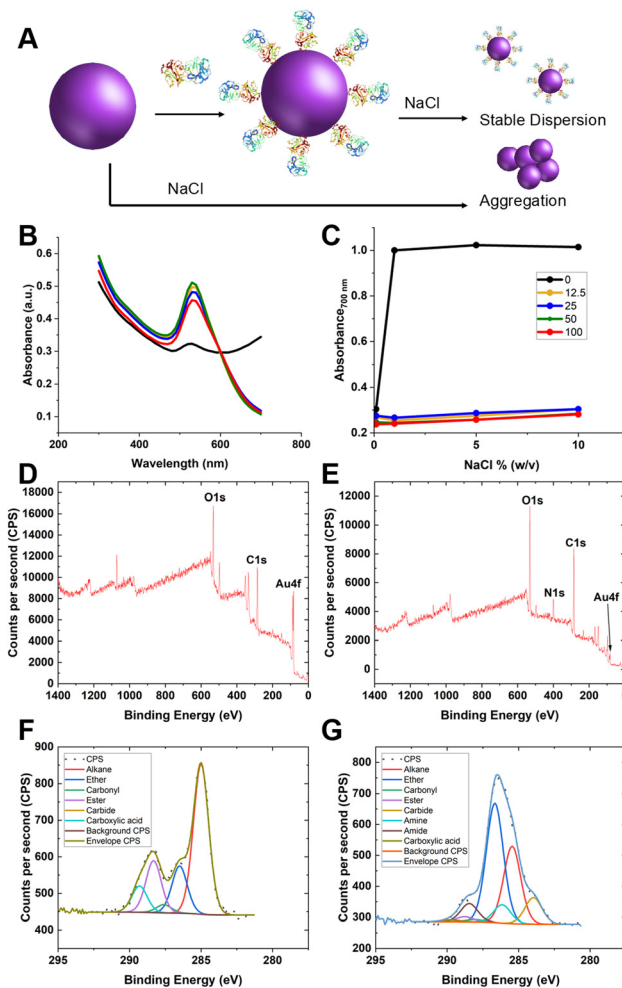 A
NaCl
Stable Dispersion
NaCl
Aggregation
B
Absorbance (a.u.)
0.6
0.5
0.4
0.3
0.2
0.1
200 300 400 500 600 700 800
Wavelength (nm)
C
Absorbance700 nm
1.0
0.8
0.6
0.4
0.2
0
12.5
25
50
100
0 5 10
NaCl % (w/v)
D
Counts per second (CPS)
18000
16000
14000
12000
10000
8000
6000
4000
2000
0
O1s
C1s
Au4f
1400 1200 1000 800 600 400 200 0
Binding Energy (eV)
E
Counts per second (CPS)
12000
10000
8000
6000
4000
2000
0
O1s
C1s
N1s
Au4f
1400 1200 1000 800 600 400 200 0
Binding Energy (eV)
F
Counts per second (CPS)
900
800
700
600
500
400
CPS
Alkane
Ether
Carbonyl
Ester
Carbide
Carboxylic acid
Background CPS
Envelope CPS
295 290 285 280
Binding Energy (eV)
G
Counts per second (CPS)
800
700
600
500
400
300
200
CPS
Alkane
Ether
Carbonyl
Ester
Carbide
Amine
Amide
Carboxylic acid
Background CPS
Envelope CPS
295 290 285 280
Binding Energy (eV)